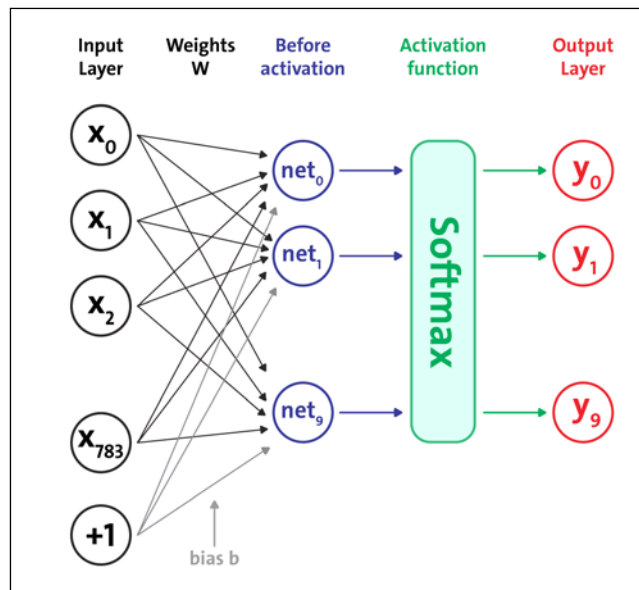 Input Layer
Weights W
Before activation
Activation function
Output Layer
x0
x1
x2
x783
+1
net0
net1
net9
bias b
Softmax
y0
y1
y9